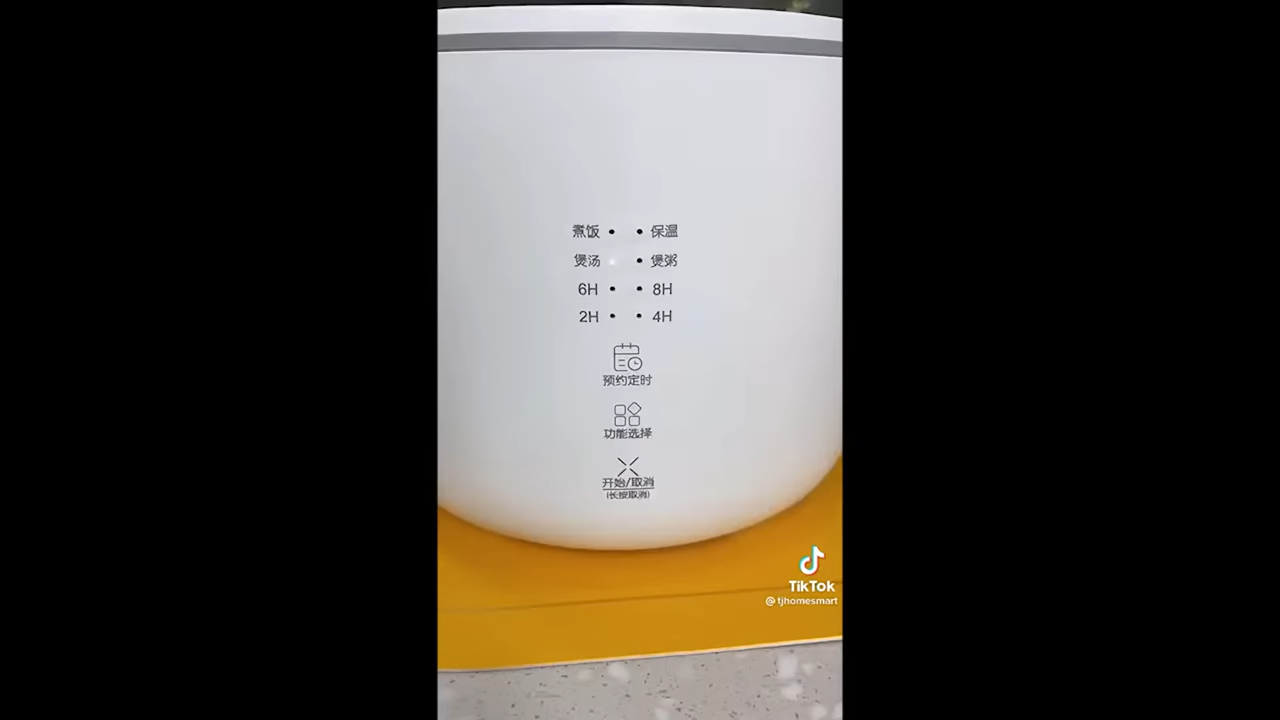 煮饭 保温
煲汤 煲粥
6H 8H
2H 4H
预约定时
功能选择
开始/取消
(长按取消)
TikTok
@tjhomesmart